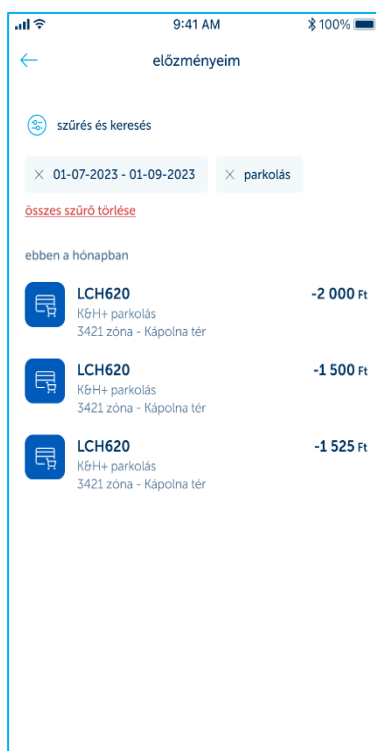 9:41 AM 100%
előzményeim
szűrés és keresés
01-07-2023 - 01-09-2023 parkolás
összes szűrő törlése
ebben a hónapban
LCH620 -2 000 Ft
K&H+ parkolás
3421 zóna - Kápolna tér
LCH620 -1 500 Ft
K&H+ parkolás
3421 zóna - Kápolna tér
LCH620 -1 525 Ft
K&H+ parkolás
3421 zóna - Kápolna tér